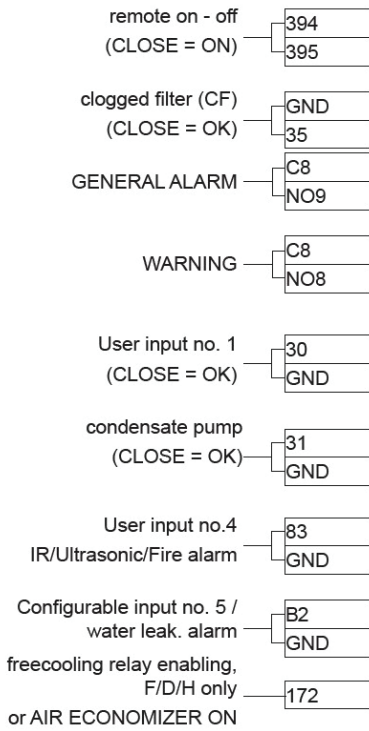 remote on - off
(CLOSE = ON)
394
395
clogged filter (CF)
(CLOSE = OK)
GND
35
GENERAL ALARM
C8
NO9
WARNING
C8
NO8
User input no. 1
(CLOSE = OK)
30
GND
condensate pump
(CLOSE = OK)
31
GND
User input no.4
IR/Ultrasonic/Fire alarm
83
GND
Configurable input no. 5 /
water leak. alarm
B2
GND
freecooling relay enabling,
F/D/H only
or AIR ECONOMIZER ON
172